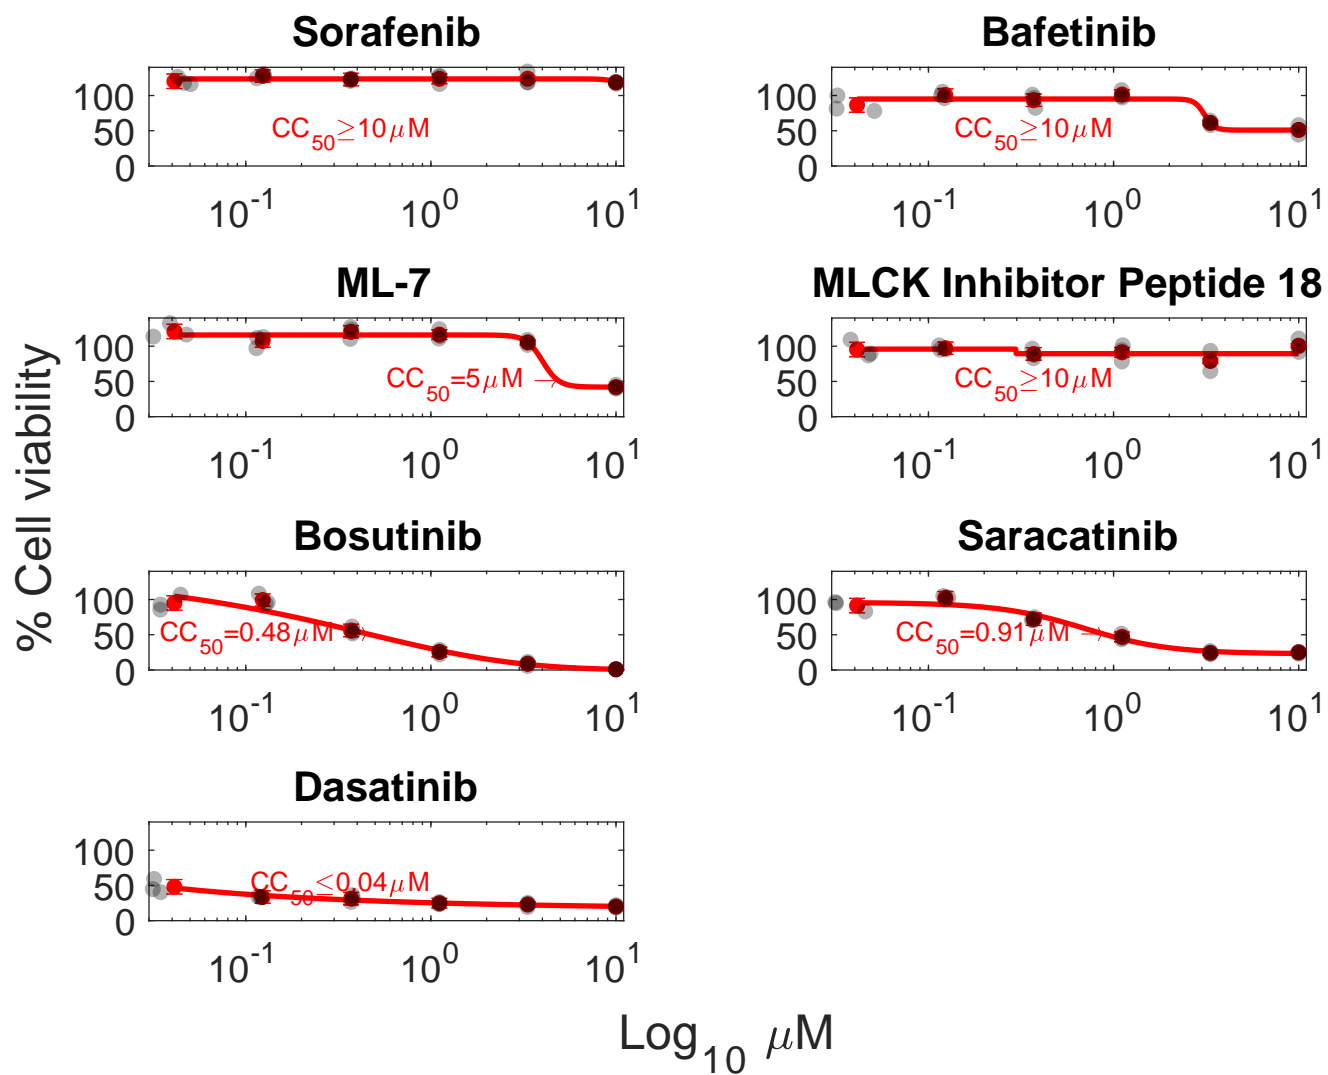 Sorafenib
100
50
0
CC₅₀≥10μM
10⁻¹
10⁰
10¹
Bafetinib
100
50
0
CC₅₀≥10μM
10⁻¹
10⁰
10¹
ML-7
100
50
0
CC₅₀=5μM →
10⁻¹
10⁰
10¹
MLCK Inhibitor Peptide 18
100
50
0
CC₅₀≥10μM
10⁻¹
10⁰
10¹
% Cell viability
Bosutinib
100
50
0
CC₅₀=0.48μM →
10⁻¹
10⁰
10¹
Saracatinib
100
50
0
CC₅₀=0.91μM →
10⁻¹
10⁰
10¹
Dasatinib
100
50
0
CC₅₀≤0.04μM
10⁻¹
10⁰
10¹
Log₁₀ μM